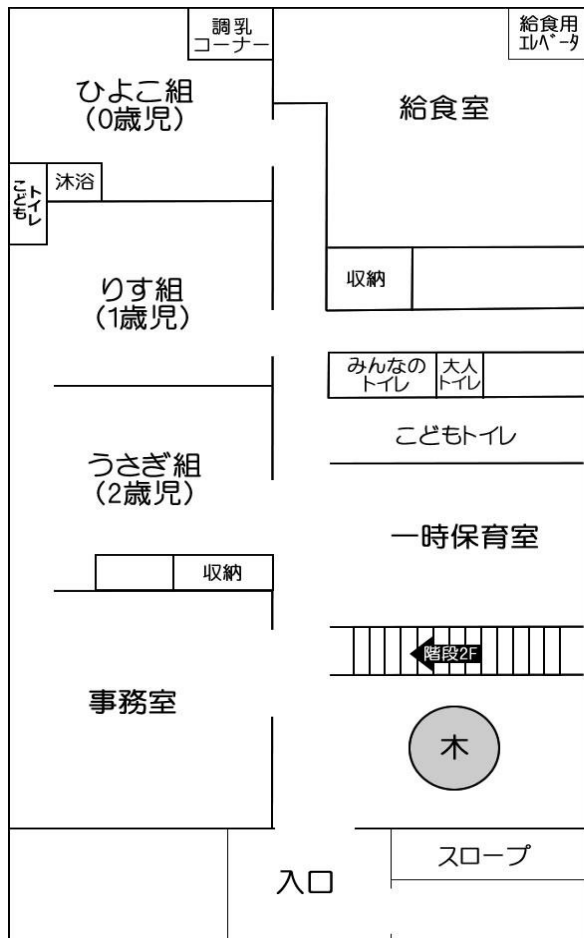 調乳
コーナー
給食用
エレベータ
ひよこ組
(0歳児)
給食室
こども
トイレ
沐浴
りす組
(1歳児)
収納
みんなの
トイレ
大人
トイレ
こどもトイレ
うさぎ組
(2歳児)
一時保育室
収納
階段2F
事務室
木
スロープ
入口